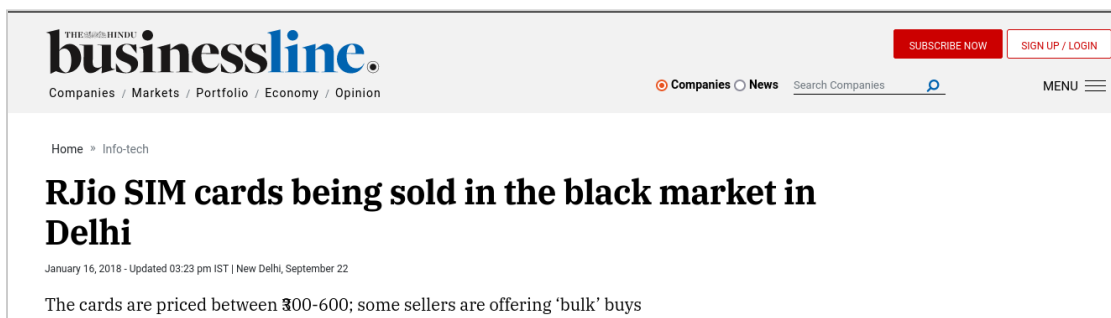 THE HINDU
businessline.
SUBSCRIBE NOW
SIGN UP / LOGIN
Companies / Markets / Portfolio / Economy / Opinion
Companies News
Search Companies
MENU
Home » Info-tech
RJio SIM cards being sold in the black market in
Delhi
January 16, 2018 - Updated 03:23 pm IST | New Delhi, September 22
The cards are priced between ₹300-600; some sellers are offering ‘bulk’ buys